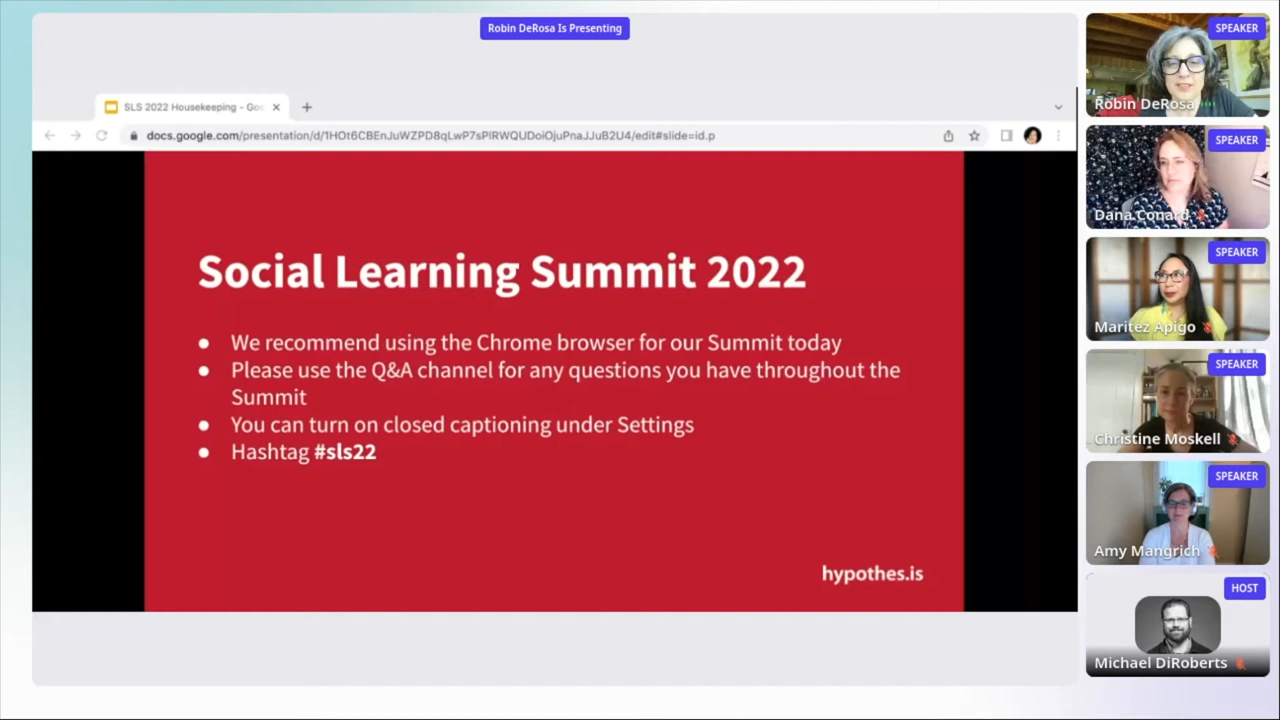 Robin DeRosa Is Presenting
SLS 2022 Housekeeping - Goo
docs.google.com/presentation/d/1HOt6CBEnJuWZPD8qLwP7sPlRWQUDoiOjuPnaJJuB2U4/edit#slide=id.p
Social Learning Summit 2022
● We recommend using the Chrome browser for our Summit today
● Please use the Q&A channel for any questions you have throughout the
Summit
● You can turn on closed captioning under Settings
● Hashtag #sls22
hypothes.is
SPEAKER
Robin DeRosa
SPEAKER
Dana Conard
SPEAKER
Maritez Apigo
SPEAKER
Christine Moskell
SPEAKER
Amy Mangrich
HOST
Michael DiRoberts